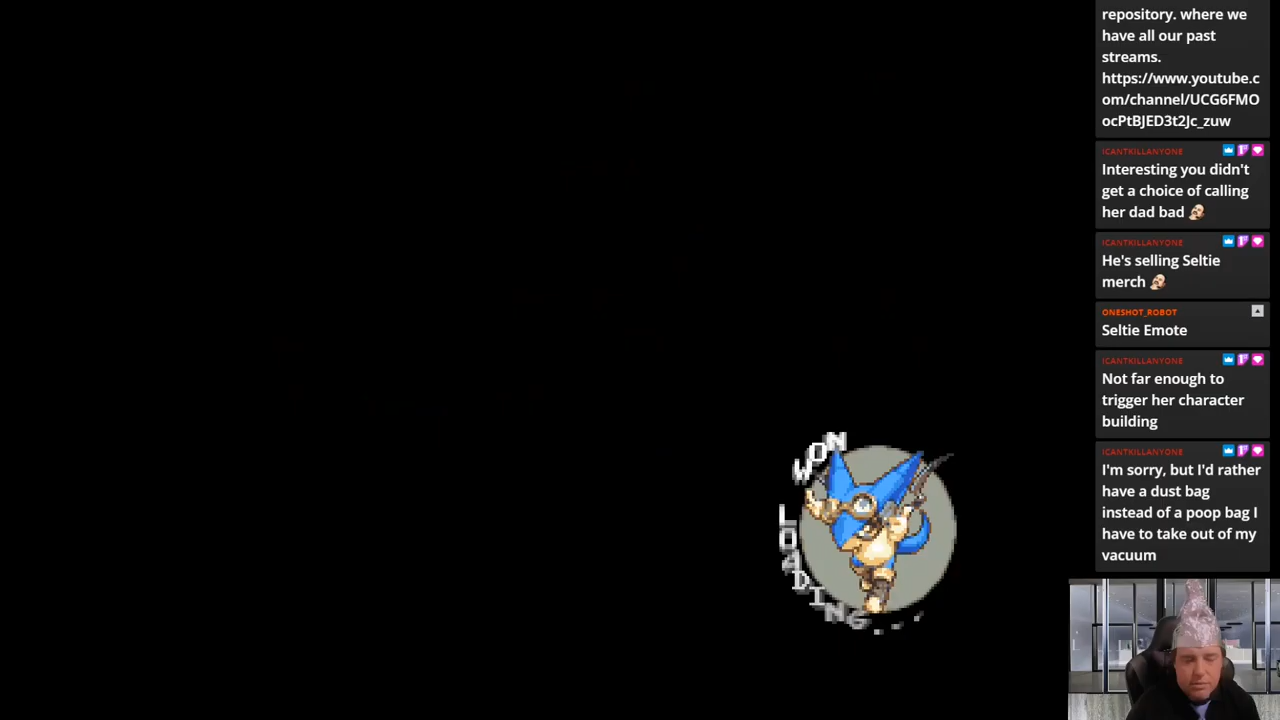 repository. where we
have all our past
streams.
https://www.youtube.c
om/channel/UCG6FMO
ocPtBJED3t2Jc_zuw
ICANTKILLANYONE
Interesting you didn't
get a choice of calling
her dad bad
ICANTKILLANYONE
He's selling Seltie
merch
ONESHOT_ROBOT
Seltie Emote
ICANTKILLANYONE
Not far enough to
trigger her character
building
ICANTKILLANYONE
I'm sorry, but I'd rather
have a dust bag
instead of a poop bag I
have to take out of my
vacuum
NOW
LOADING...